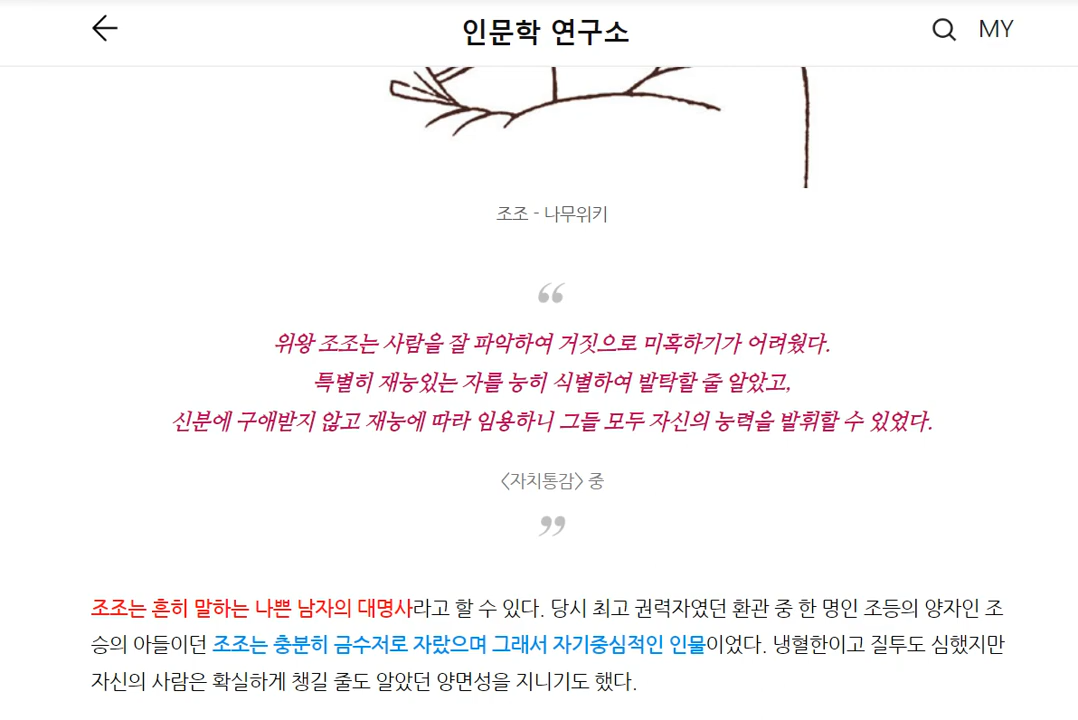 인문학 연구소
MY
조조 - 나무위키
“
위왕 조조는 사람을 잘 파악하여 거짓으로 미혹하기가 어려웠다.
특별히 재능있는 자를 능히 식별하여 발탁할 줄 알았고,
신분에 구애받지 않고 재능에 따라 임용하니 그들 모두 자신의 능력을 발휘할 수 있었다.
<자치통감> 중
”
조조는 흔히 말하는 나쁜 남자의 대명사라고 할 수 있다. 당시 최고 권력자였던 환관 중 한 명인 조등의 양자인 조
승의 아들이던 조조는 충분히 금수저로 자랐으며 그래서 자기중심적인 인물이었다. 냉혈한이고 질투도 심했지만
자신의 사람은 확실하게 챙길 줄도 알았던 양면성을 지니기도 했다.